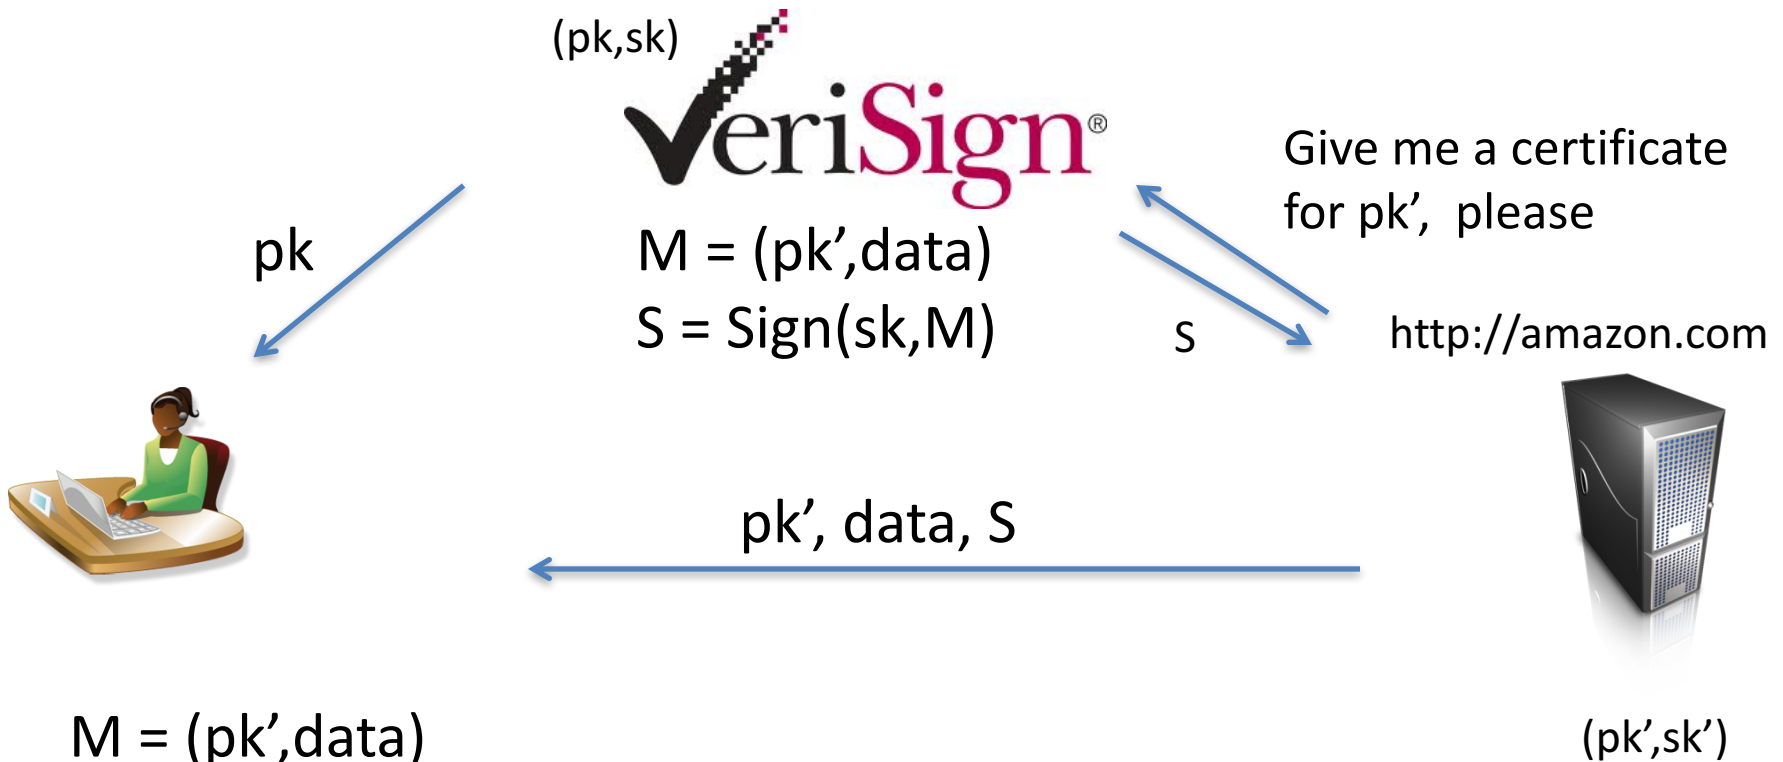 (pk,sk)
VeriSign®
Give me a certificate
for pk’, please
pk
M = (pk’,data)
S = Sign(sk,M)
S
http://amazon.com
pk’, data, S
M = (pk’,data)
(pk’,sk’)